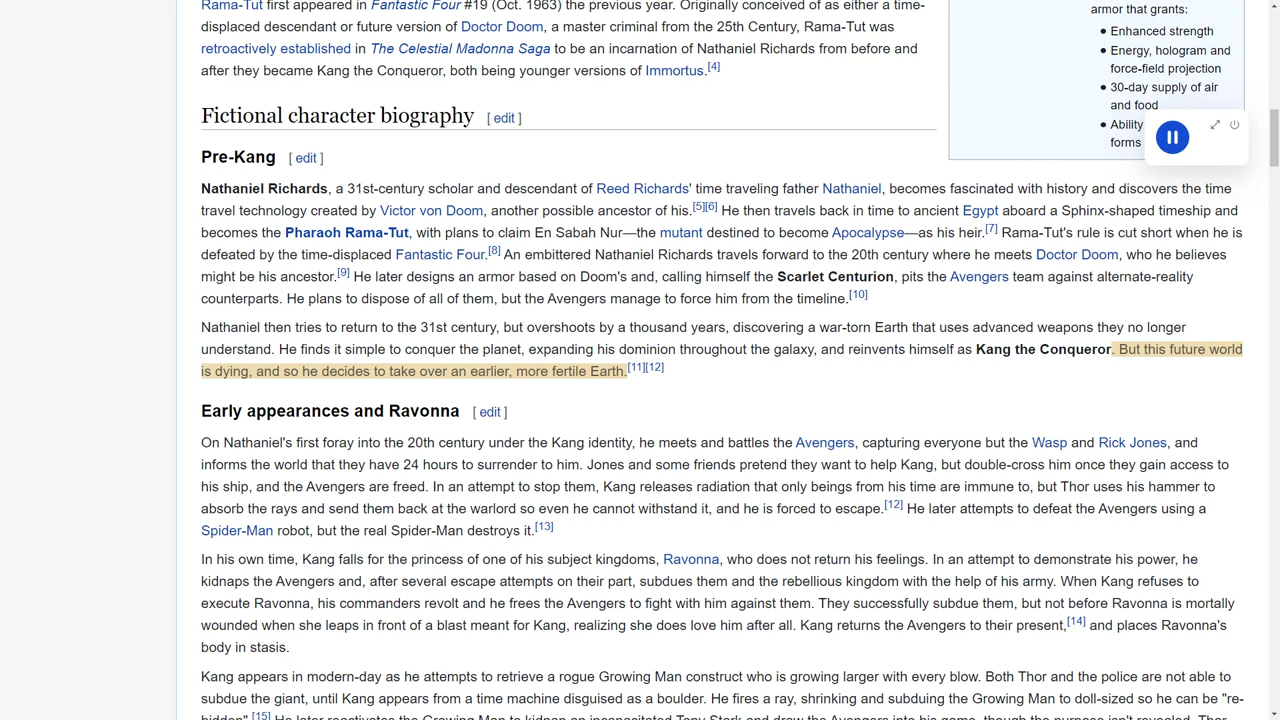 Rama-Tut first appeared in Fantastic Four #19 (Oct. 1963) the previous year. Originally conceived of as either a time-
displaced descendant or future version of Doctor Doom, a master criminal from the 25th Century, Rama-Tut was
retroactively established in The Celestial Madonna Saga to be an incarnation of Nathaniel Richards from before and
after they became Kang the Conqueror, both being younger versions of Immortus.[4]
armor that grants:
• Enhanced strength
• Energy, hologram and
force-field projection
• 30-day supply of air
and food
• Ability
forms
Fictional character biography [ edit ]
Pre-Kang [ edit ]
Nathaniel Richards, a 31st-century scholar and descendant of Reed Richards' time traveling father Nathaniel, becomes fascinated with history and discovers the time
travel technology created by Victor von Doom, another possible ancestor of his.[5][6] He then travels back in time to ancient Egypt aboard a Sphinx-shaped timeship and
becomes the Pharaoh Rama-Tut, with plans to claim En Sabah Nur—the mutant destined to become Apocalypse—as his heir.[7] Rama-Tut's rule is cut short when he is
defeated by the time-displaced Fantastic Four.[8] An embittered Nathaniel Richards travels forward to the 20th century where he meets Doctor Doom, who he believes
might be his ancestor.[9] He later designs an armor based on Doom's and, calling himself the Scarlet Centurion, pits the Avengers team against alternate-reality
counterparts. He plans to dispose of all of them, but the Avengers manage to force him from the timeline.[10]
Nathaniel then tries to return to the 31st century, but overshoots by a thousand years, discovering a war-torn Earth that uses advanced weapons they no longer
understand. He finds it simple to conquer the planet, expanding his dominion throughout the galaxy, and reinvents himself as Kang the Conqueror. But this future world
is dying, and so he decides to take over an earlier, more fertile Earth.[11][12]
Early appearances and Ravonna [ edit ]
On Nathaniel's first foray into the 20th century under the Kang identity, he meets and battles the Avengers, capturing everyone but the Wasp and Rick Jones, and
informs the world that they have 24 hours to surrender to him. Jones and some friends pretend they want to help Kang, but double-cross him once they gain access to
his ship, and the Avengers are freed. In an attempt to stop them, Kang releases radiation that only beings from his time are immune to, but Thor uses his hammer to
absorb the rays and send them back at the warlord so even he cannot withstand it, and he is forced to escape.[12] He later attempts to defeat the Avengers using a
Spider-Man robot, but the real Spider-Man destroys it.[13]
In his own time, Kang falls for the princess of one of his subject kingdoms, Ravonna, who does not return his feelings. In an attempt to demonstrate his power, he
kidnaps the Avengers and, after several escape attempts on their part, subdues them and the rebellious kingdom with the help of his army. When Kang refuses to
execute Ravonna, his commanders revolt and he frees the Avengers to fight with him against them. They successfully subdue them, but not before Ravonna is mortally
wounded when she leaps in front of a blast meant for Kang, realizing she does love him after all. Kang returns the Avengers to their present,[14] and places Ravonna's
body in stasis.
Kang appears in modern-day as he attempts to retrieve a rogue Growing Man construct who is growing larger with every blow. Both Thor and the police are not able to
subdue the giant, until Kang appears from a time machine disguised as a boulder. He fires a ray, shrinking and subduing the Growing Man to doll-sized so he can be "re-
hidden".[15] He later reactivates the Growing Man to kidnap an incapacitated Tony Stark and draw the Avengers into his game, though the purpose isn't revealed. Thor